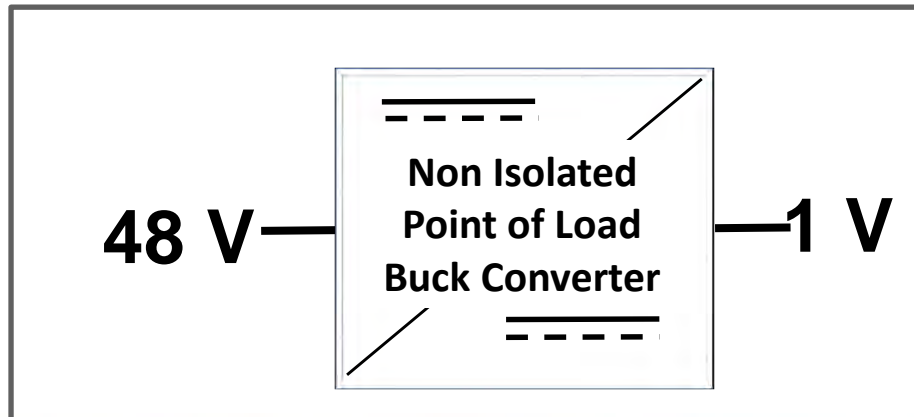 48 V
Non Isolated
Point of Load
Buck Converter
1 V